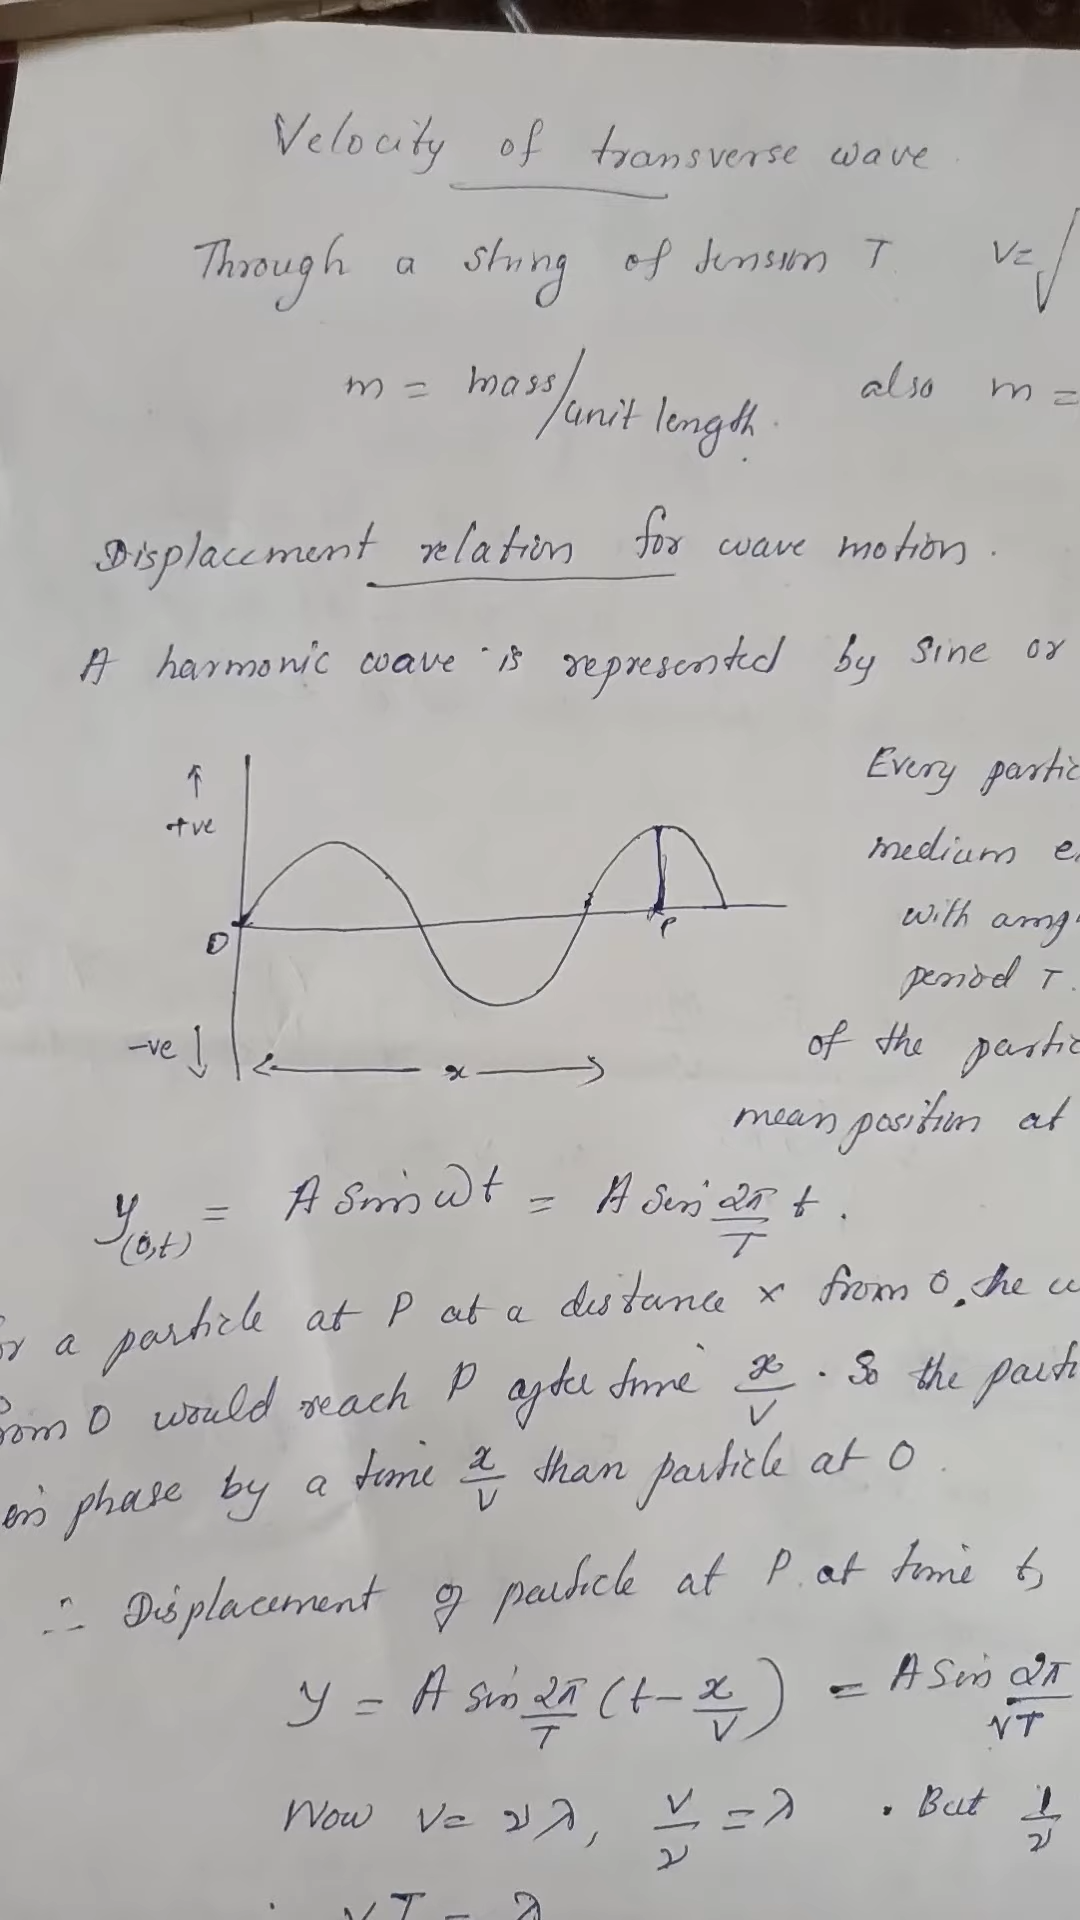 Velocity of transverse wave
Through a string of tension T V=√
m = mass/unit length. also m =
Displacement relation for wave motion.
A harmonic wave is represented by sine or
Every partic
↑
+ve
medium e
with amp
O
P
period T.
-ve ↓
of the partic
x
mean position at
y(0,t) = A sin ωt = A sin 2π/T t.
or a particle at P at a distance x from O, the w
from O would reach P after time x/V. So the parti
in phase by a time x/V than particle at O.
∴ Displacement of particle at P at time t,
y = A sin 2π/T (t - x/V) = A sin 2π/VT
Now V = νλ, V/ν = λ. But 1/ν
VT = λ